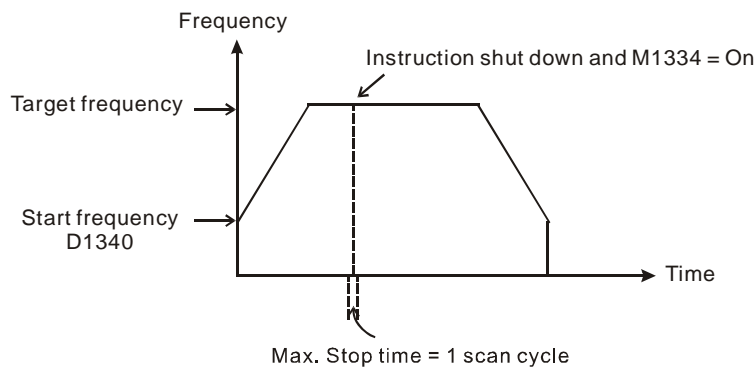 Frequency
Instruction shut down and M1334 = On
Target frequency
Start frequency
D1340
Time
Max. Stop time = 1 scan cycle